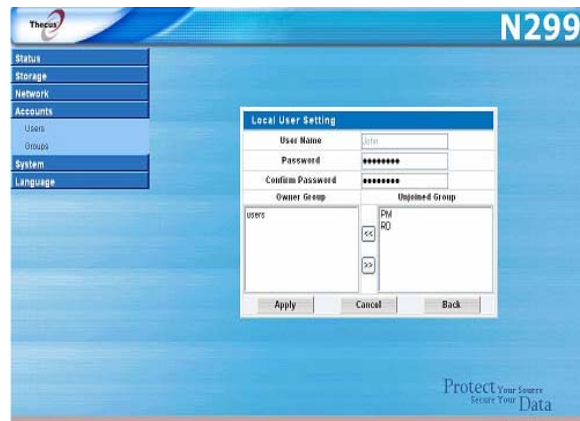 Thecus
N299
Status
Storage
Network
Accounts
Users
Groups
System
Language
Local User Setting
User Name John
Password ●●●●●●●●
Confirm Password ●●●●●●●●
Owner Group Unjoined Group
users PM
RD
<<
>>
Apply Cancel Back
Protect Your Source
Secure Your Data